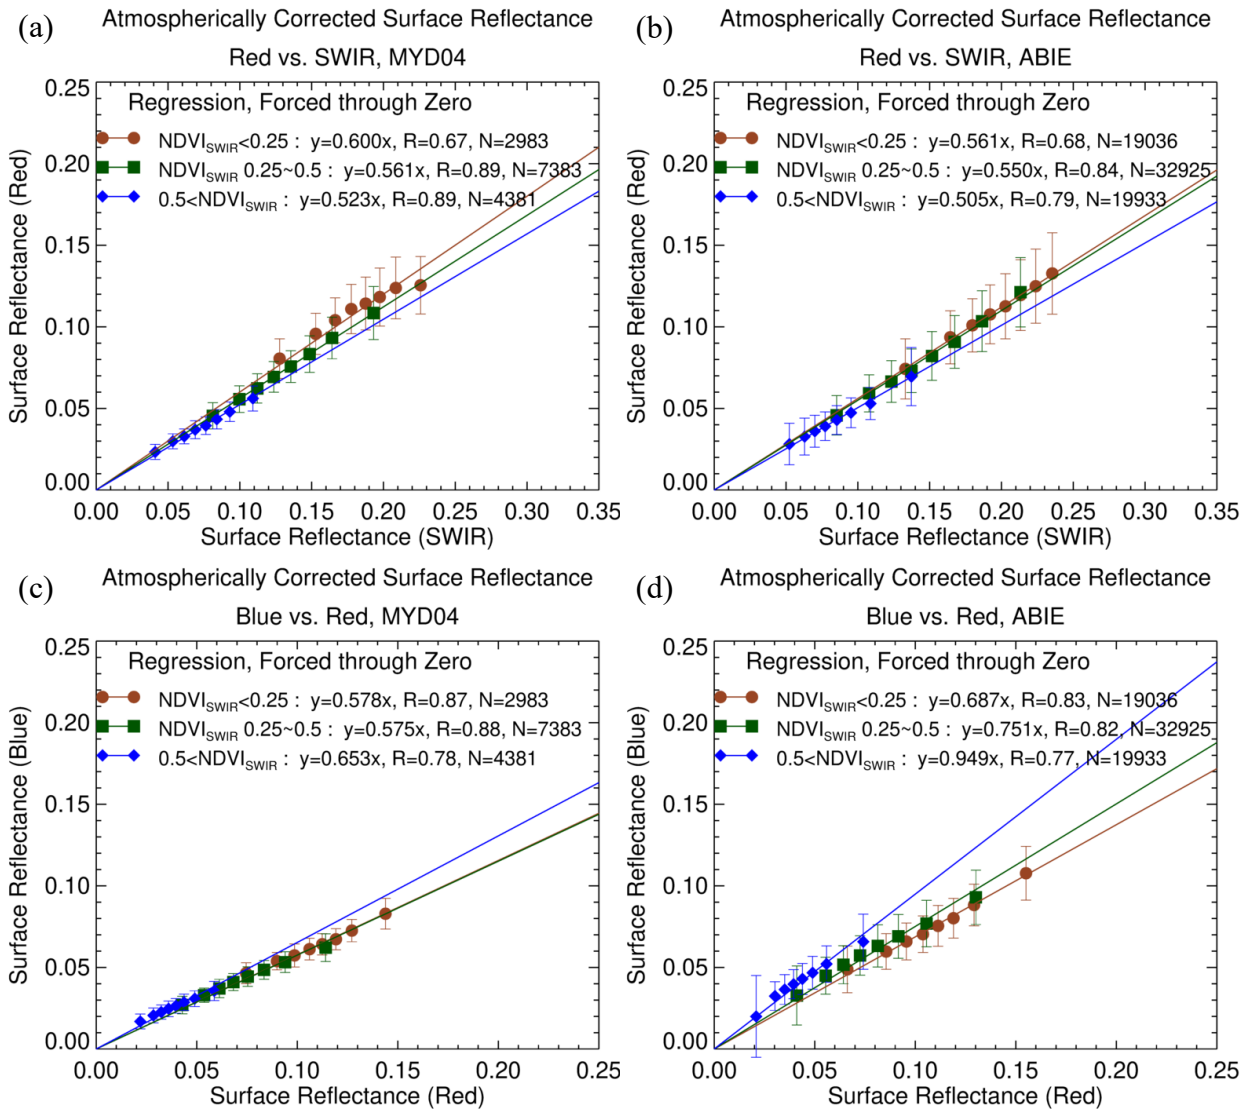 (a)
Atmospherically Corrected Surface Reflectance
Red vs. SWIR, MYD04
Regression, Forced through Zero
NDVI_SWIR<0.25 : y=0.600x, R=0.67, N=2983
NDVI_SWIR 0.25~0.5 : y=0.561x, R=0.89, N=7383
0.5<NDVI_SWIR : y=0.523x, R=0.89, N=4381
Surface Reflectance (Red)
0.25
0.20
0.15
0.10
0.05
0.00
0.00 0.05 0.10 0.15 0.20 0.25 0.30 0.35
Surface Reflectance (SWIR)
(b)
Atmospherically Corrected Surface Reflectance
Red vs. SWIR, ABIE
Regression, Forced through Zero
NDVI_SWIR<0.25 : y=0.561x, R=0.68, N=19036
NDVI_SWIR 0.25~0.5 : y=0.550x, R=0.84, N=32925
0.5<NDVI_SWIR : y=0.505x, R=0.79, N=19933
Surface Reflectance (Red)
0.25
0.20
0.15
0.10
0.05
0.00
0.00 0.05 0.10 0.15 0.20 0.25 0.30 0.35
Surface Reflectance (SWIR)
(c)
Atmospherically Corrected Surface Reflectance
Blue vs. Red, MYD04
Regression, Forced through Zero
NDVI_SWIR<0.25 : y=0.578x, R=0.87, N=2983
NDVI_SWIR 0.25~0.5 : y=0.575x, R=0.88, N=7383
0.5<NDVI_SWIR : y=0.653x, R=0.78, N=4381
Surface Reflectance (Blue)
0.25
0.20
0.15
0.10
0.05
0.00
0.00 0.05 0.10 0.15 0.20 0.25
Surface Reflectance (Red)
(d)
Atmospherically Corrected Surface Reflectance
Blue vs. Red, ABIE
Regression, Forced through Zero
NDVI_SWIR<0.25 : y=0.687x, R=0.83, N=19036
NDVI_SWIR 0.25~0.5 : y=0.751x, R=0.82, N=32925
0.5<NDVI_SWIR : y=0.949x, R=0.77, N=19933
Surface Reflectance (Blue)
0.25
0.20
0.15
0.10
0.05
0.00
0.00 0.05 0.10 0.15 0.20 0.25
Surface Reflectance (Red)